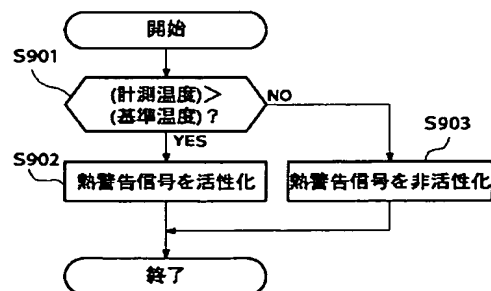 開始
S901
(計測温度)>
(基準温度)?
NO
YES
S902
熱警告信号を活性化
S903
熱警告信号を非活性化
終了